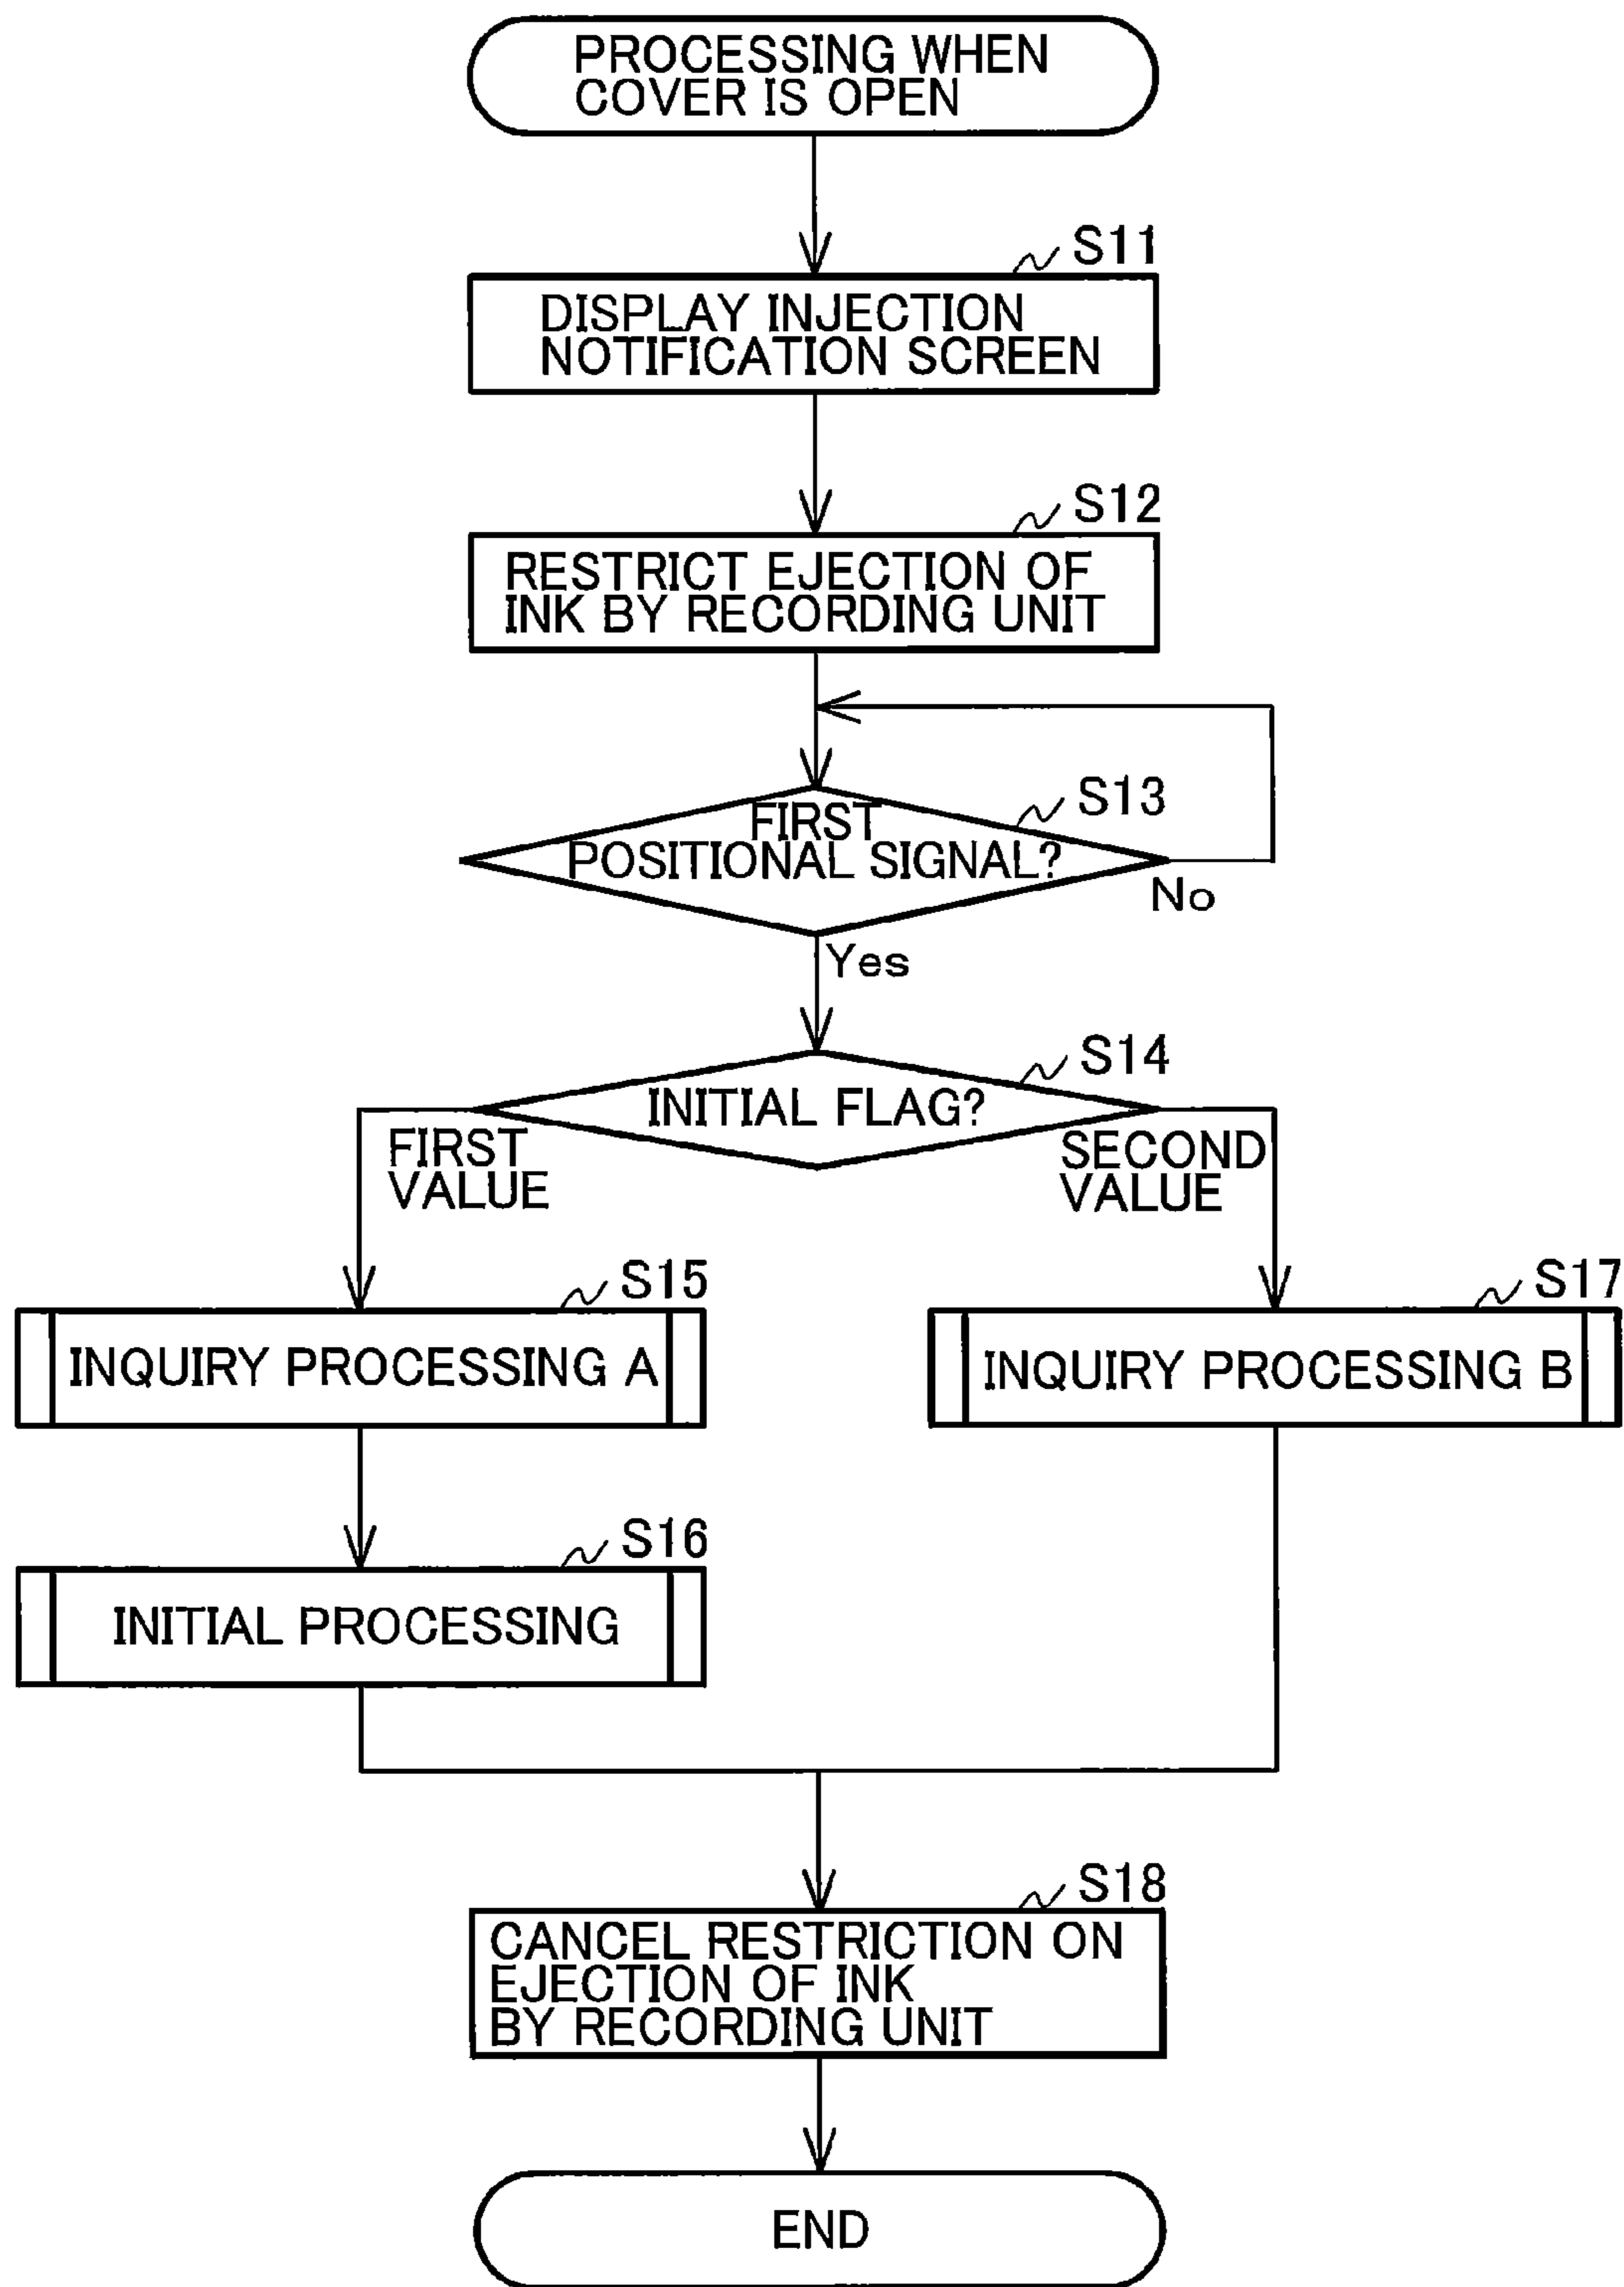 PROCESSING WHEN
COVER IS OPEN
S11
DISPLAY INJECTION
NOTIFICATION SCREEN
S12
RESTRICT EJECTION OF
INK BY RECORDING UNIT
S13
FIRST
POSITIONAL SIGNAL?
No
Yes
S14
INITIAL FLAG?
FIRST
VALUE
SECOND
VALUE
S15
INQUIRY PROCESSING A
S17
INQUIRY PROCESSING B
S16
INITIAL PROCESSING
S18
CANCEL RESTRICTION ON
EJECTION OF INK
BY RECORDING UNIT
END